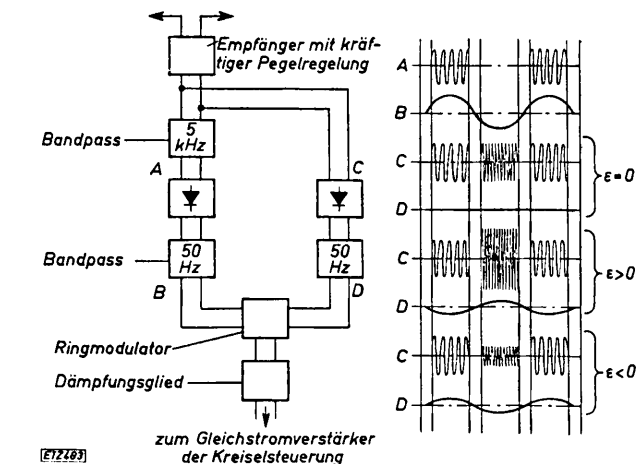 Empfänger mit kräf-
tiger Pegelregelung
Bandpass
5
kHz
A
C
Bandpass
50
Hz
50
Hz
B
D
Ringmodulator
Dämpfungsglied
zum Gleichstromverstärker
der Kreiselsteuerung
ETZ493
A
B
C
ε=0
D
C
ε>0
D
C
ε<0
D